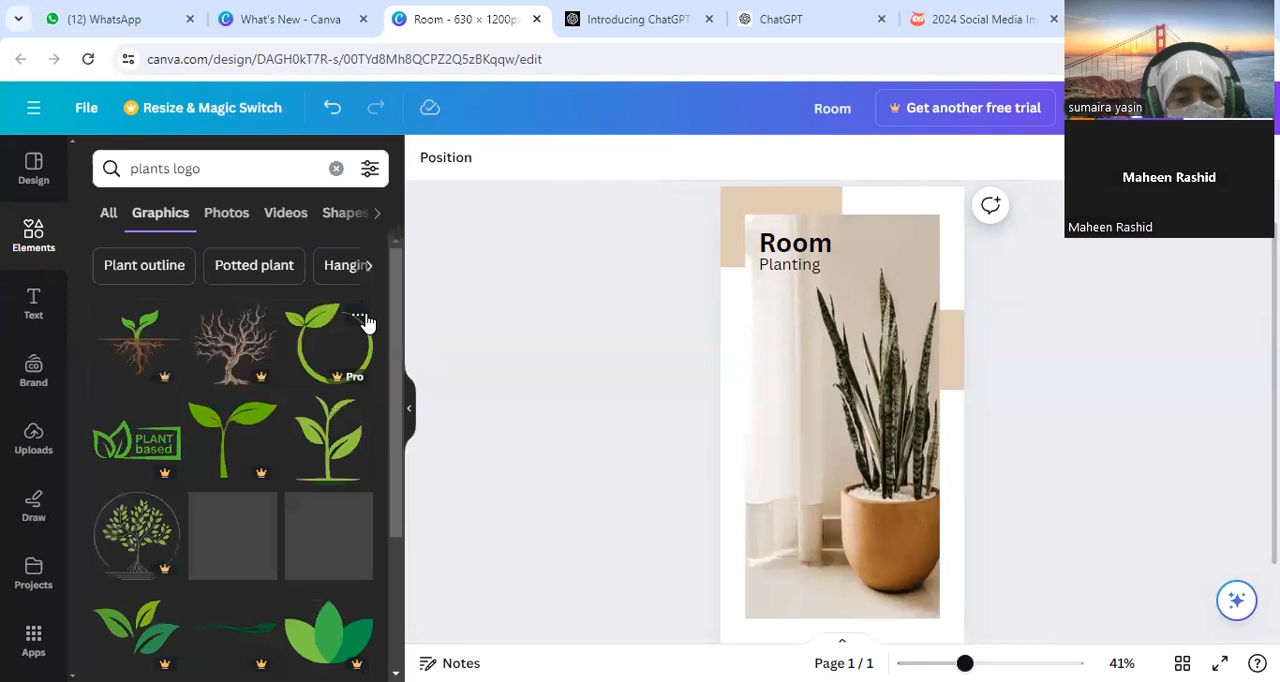 (12) WhatsApp
What's New - Canva
Room - 630 × 1200p
Introducing ChatGPT
ChatGPT
2024 Social Media Im
canva.com/design/DAGH0kT7R-s/00TYd8Mh8QCPZ2Q5zBKqqw/edit
File
Resize & Magic Switch
Room
Get another free trial
sumaira yasin
Maheen Rashid
Maheen Rashid
Design
Elements
Text
Brand
Uploads
Draw
Projects
Apps
plants logo
All
Graphics
Photos
Videos
Shapes
Plant outline
Potted plant
Hangin
Pro
PLANT
based
Position
Room
Planting
Notes
Page 1 / 1
41%